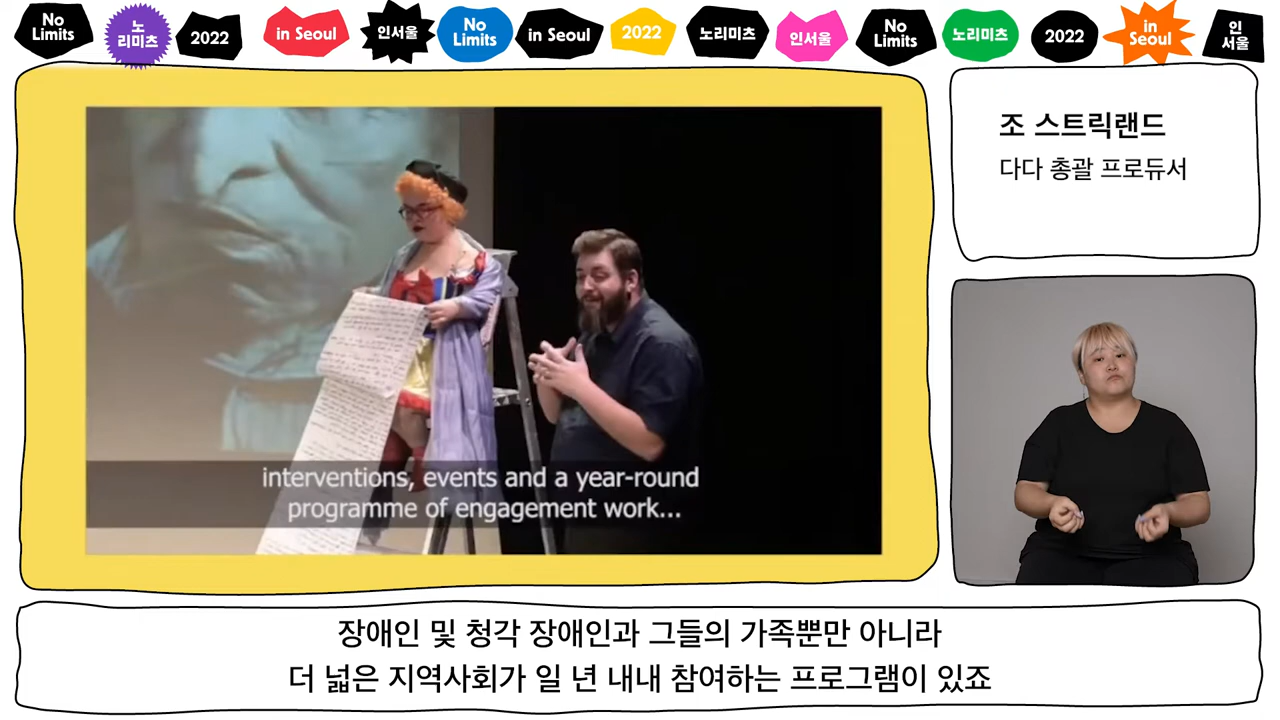 No
Limits
노
리미츠
2022
in Seoul
인서울
No
Limits
in Seoul
2022
노리미츠
인서울
No
Limits
노리미츠
2022
in
Seoul
인
서울
조 스트릭랜드
다다 총괄 프로듀서
interventions, events and a year-round
programme of engagement work...
장애인 및 청각 장애인과 그들의 가족뿐만 아니라
더 넓은 지역사회가 일 년 내내 참여하는 프로그램이 있죠